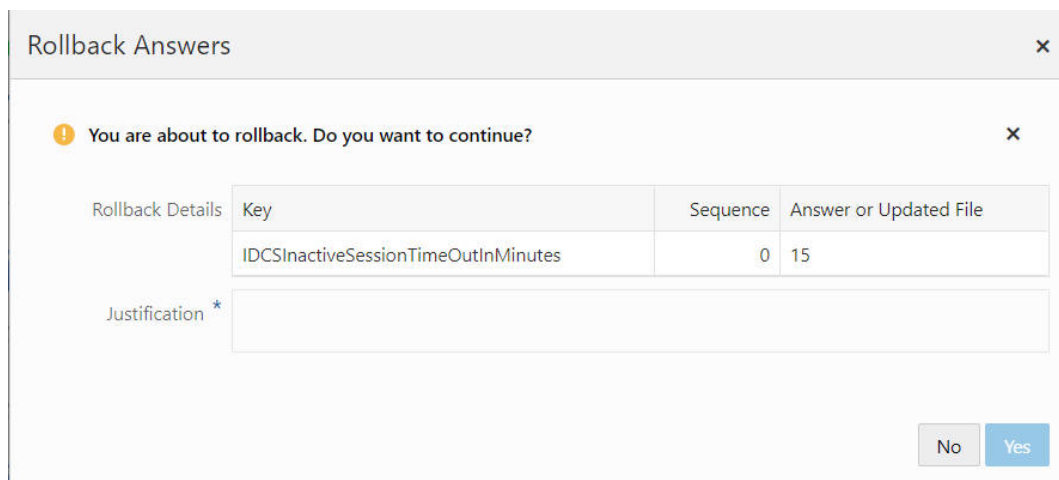 Rollback Answers
You are about to rollback. Do you want to continue?
Rollback Details Key Sequence Answer or Updated File
IDCSInactiveSessionTimeOutInMinutes 0 15
Justification *
No Yes